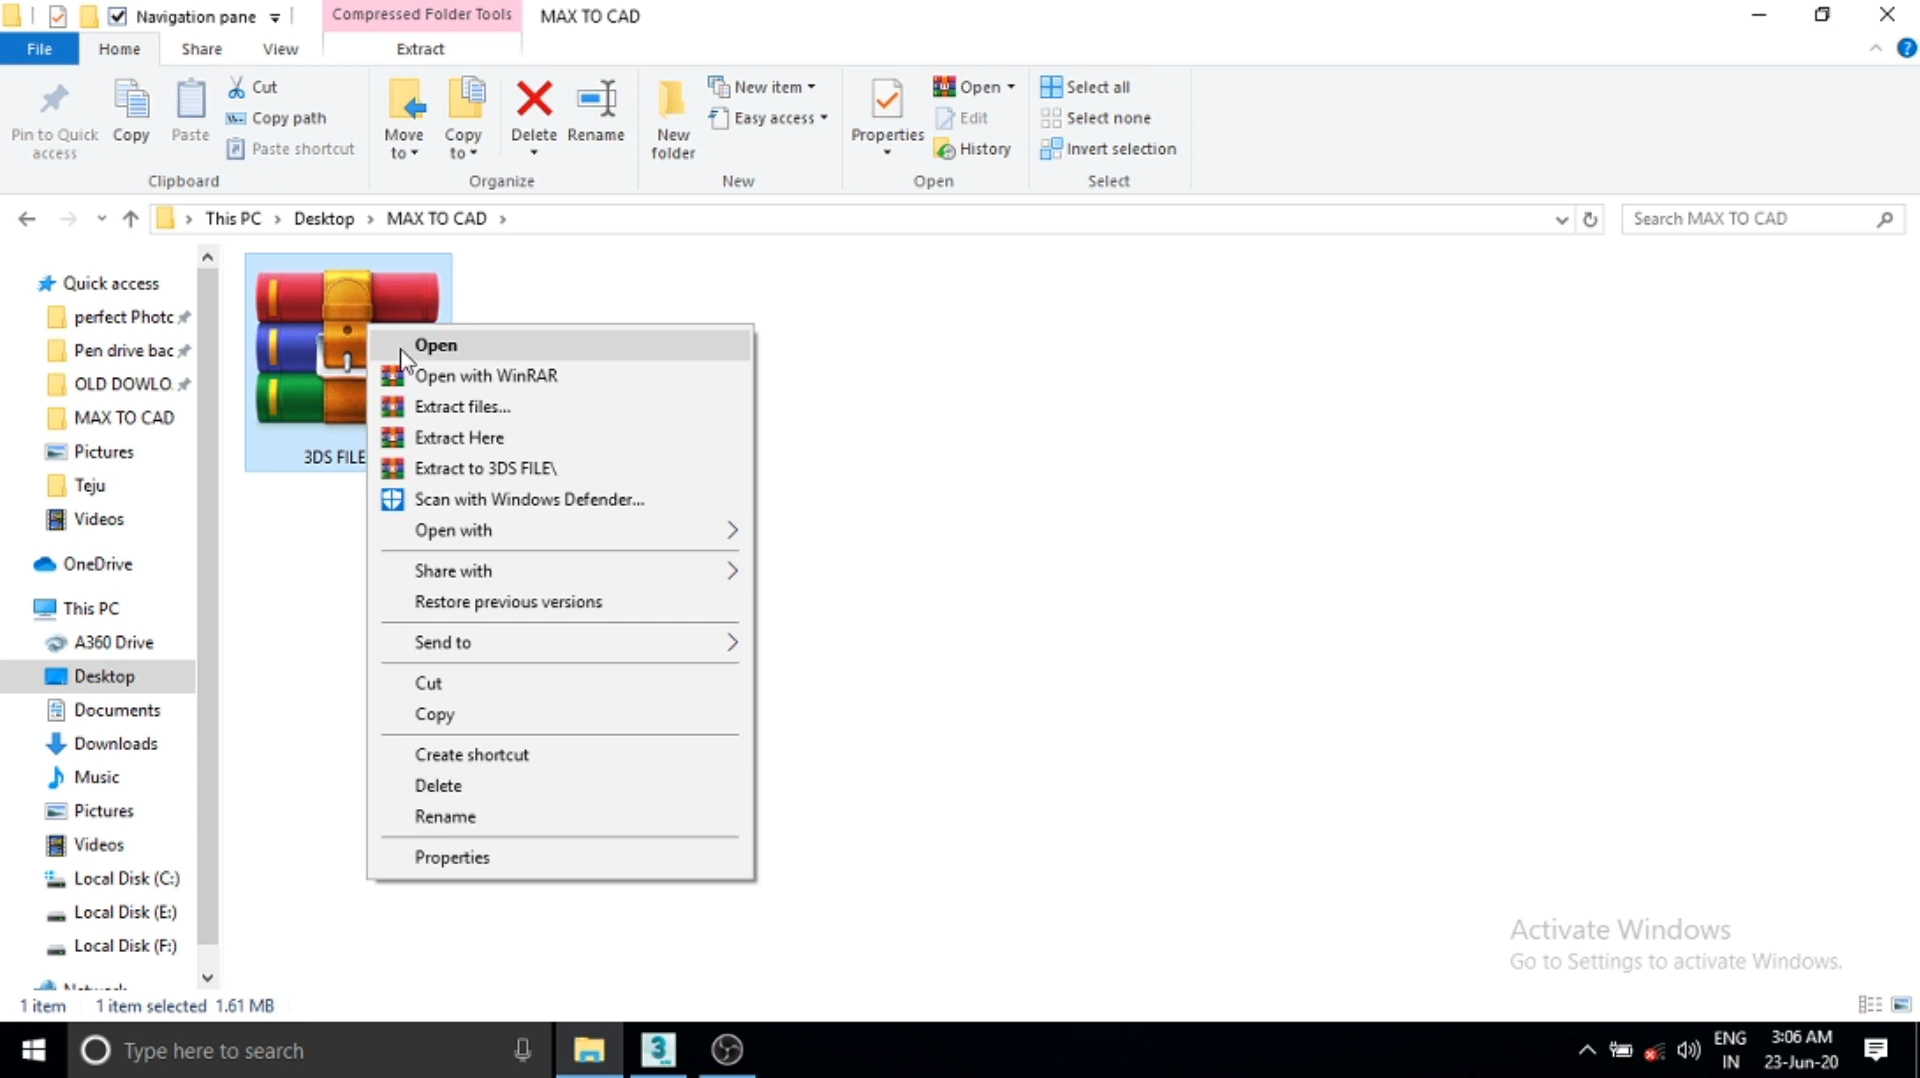 Navigation pane
Compressed Folder Tools
MAX TO CAD
File
Home
Share
View
Extract
Pin to Quick access
Copy
Paste
Cut
Copy path
Paste shortcut
Clipboard
Move to
Copy to
Delete
Rename
Organize
New folder
New item
Easy access
New
Properties
Open
Edit
History
Open
Select all
Select none
Invert selection
Select
This PC > Desktop > MAX TO CAD >
Search MAX TO CAD
Quick access
perfect Photo
Pen drive bac
OLD DOWLO
MAX TO CAD
Pictures
Teju
Videos
OneDrive
This PC
A360 Drive
Desktop
Documents
Downloads
Music
Pictures
Videos
Local Disk (C:)
Local Disk (E:)
Local Disk (F:)
3DS FILE
Open
Open with WinRAR
Extract files...
Extract Here
Extract to 3DS FILE\
Scan with Windows Defender...
Open with
Share with
Restore previous versions
Send to
Cut
Copy
Create shortcut
Delete
Rename
Properties
Activate Windows
Go to Settings to activate Windows.
1 item
1 item selected 1.61 MB
Type here to search
3
ENG
IN
3:06 AM
23-Jun-20